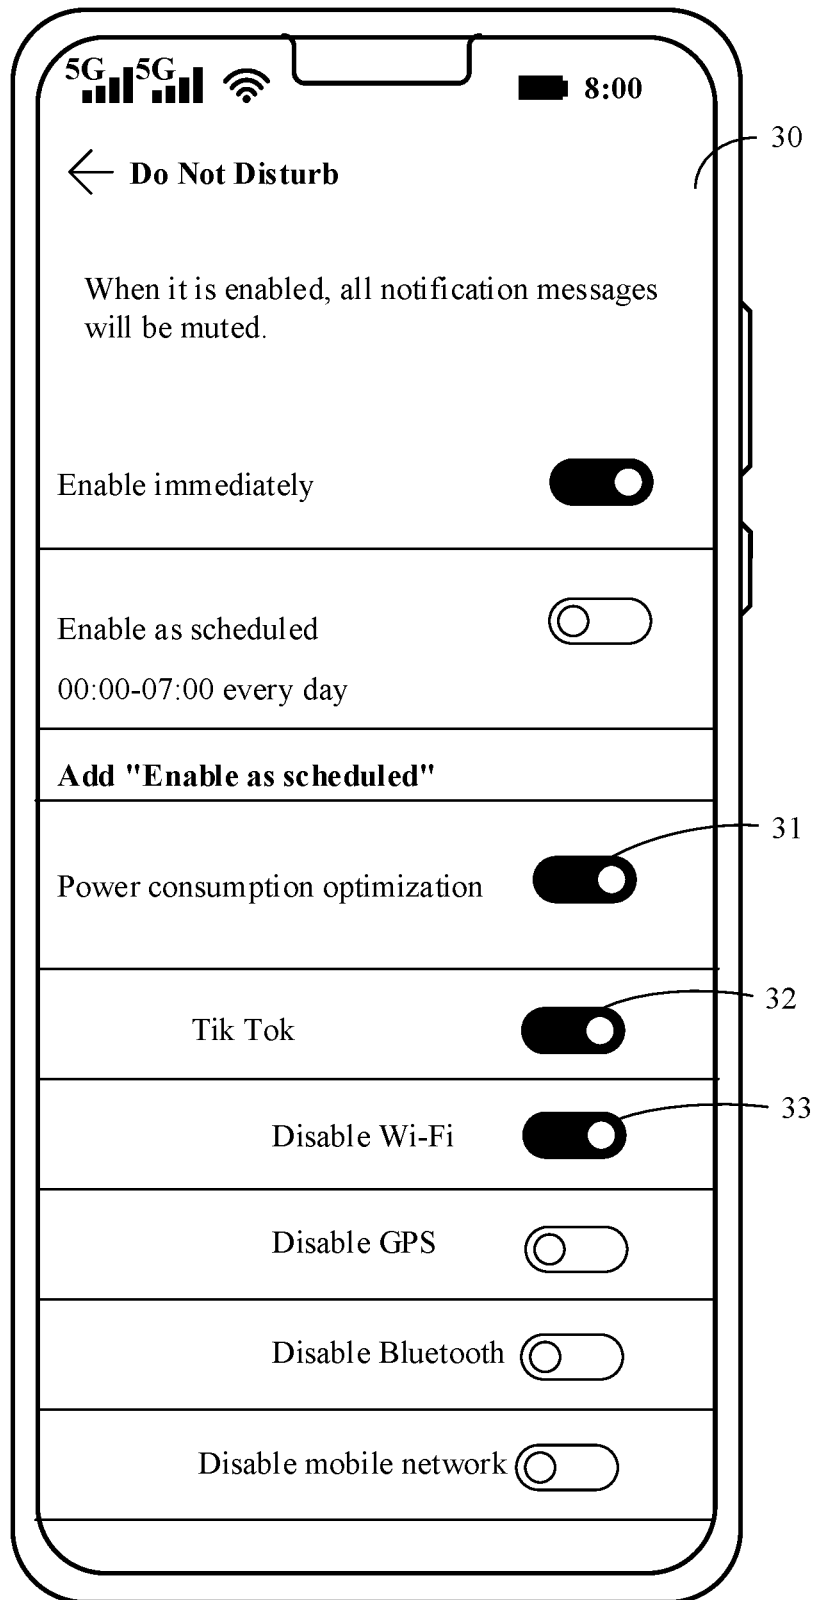 5G 5G 8:00
30
Do Not Disturb
When it is enabled, all notification messages
will be muted.
Enable immediately
Enable as scheduled
00:00-07:00 every day
Add "Enable as scheduled"
31
Power consumption optimization
32
Tik Tok
33
Disable Wi-Fi
Disable GPS
Disable Bluetooth
Disable mobile network